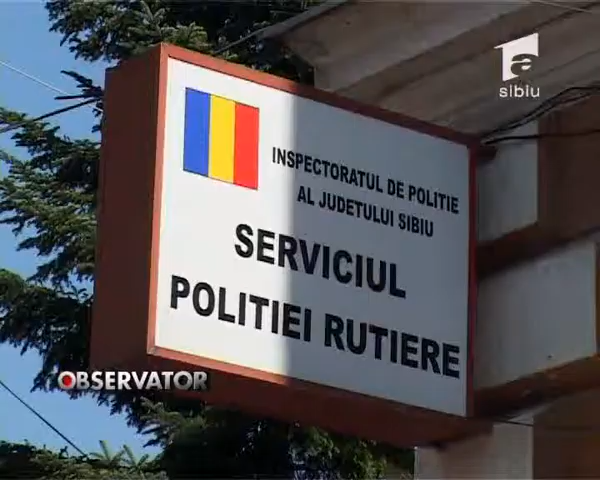 a
sibiu
INSPECTORATUL DE POLITIE
AL JUDETULUI SIBIU
SERVICIUL
POLITIEI RUTIERE
OBSERVATOR